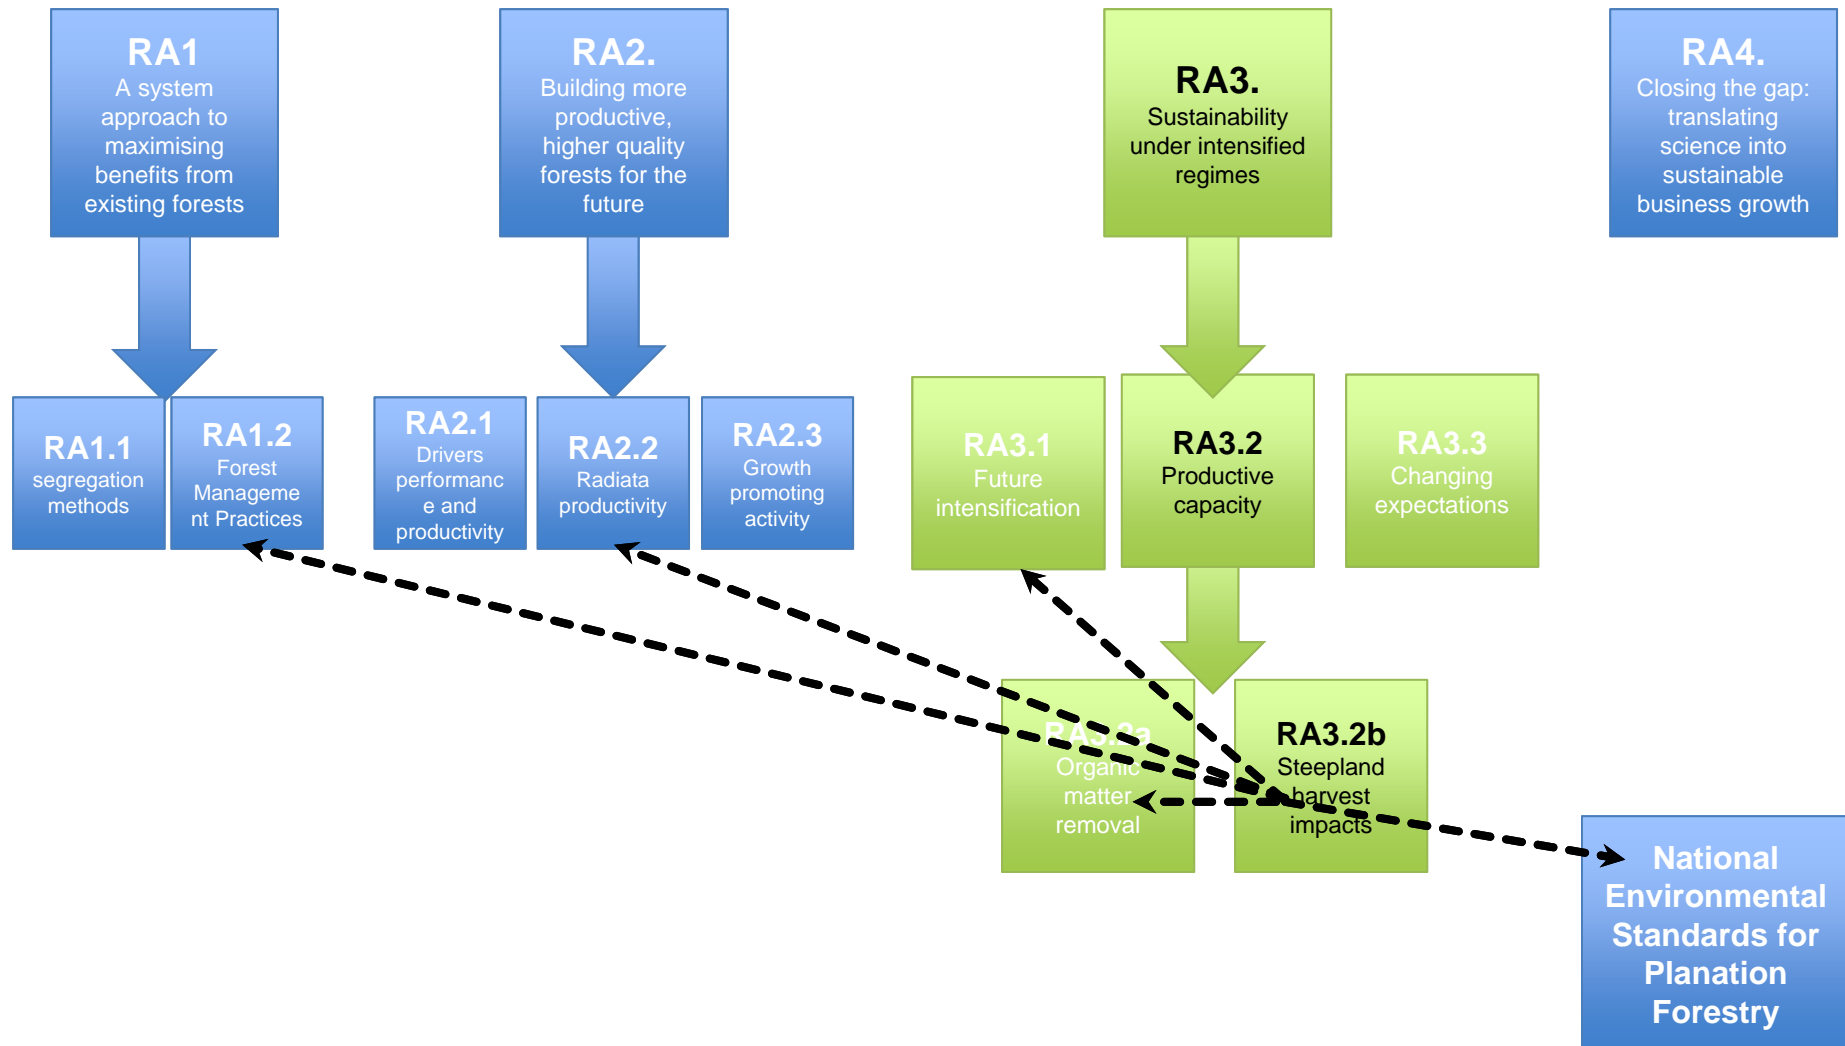 RA1
A system
approach to
maximising
benefits from
existing forests
RA2.
Building more
productive,
higher quality
forests for the
future
RA3.
Sustainability
under intensified
regimes
RA4.
Closing the gap:
translating
science into
sustainable
business growth
RA1.1
segregation
methods
RA1.2
Forest
Manageme
nt Practices
RA2.1
Drivers
performanc
e and
productivity
RA2.2
Radiata
productivity
RA2.3
Growth
promoting
activity
RA3.1
Future
intensification
RA3.2
Productive
capacity
RA3.3
Changing
expectations
RA3.2a
Organic
matter
removal
RA3.2b
Steepland
harvest
impacts
National
Environmental
Standards for
Planation
Forestry